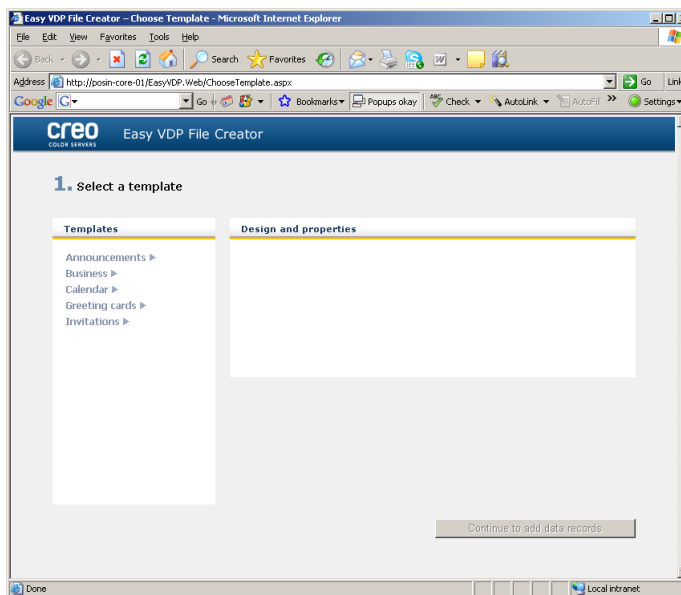 Easy VDP File Creator – Choose Template - Microsoft Internet Explorer
File Edit View Favorites Tools Help
Back Search Favorites
Address http://posin-core-01/EasyVDP.Web/ChooseTemplate.aspx Go Link
Google G Go Bookmarks Popups okay ABC Check AutoLink AutoFill » Settings
creo Easy VDP File Creator
COLOR SERVERS
1. Select a template
Templates Design and properties
Announcements
Business
Calendar
Greeting cards
Invitations
Continue to add data records
Done Local intranet